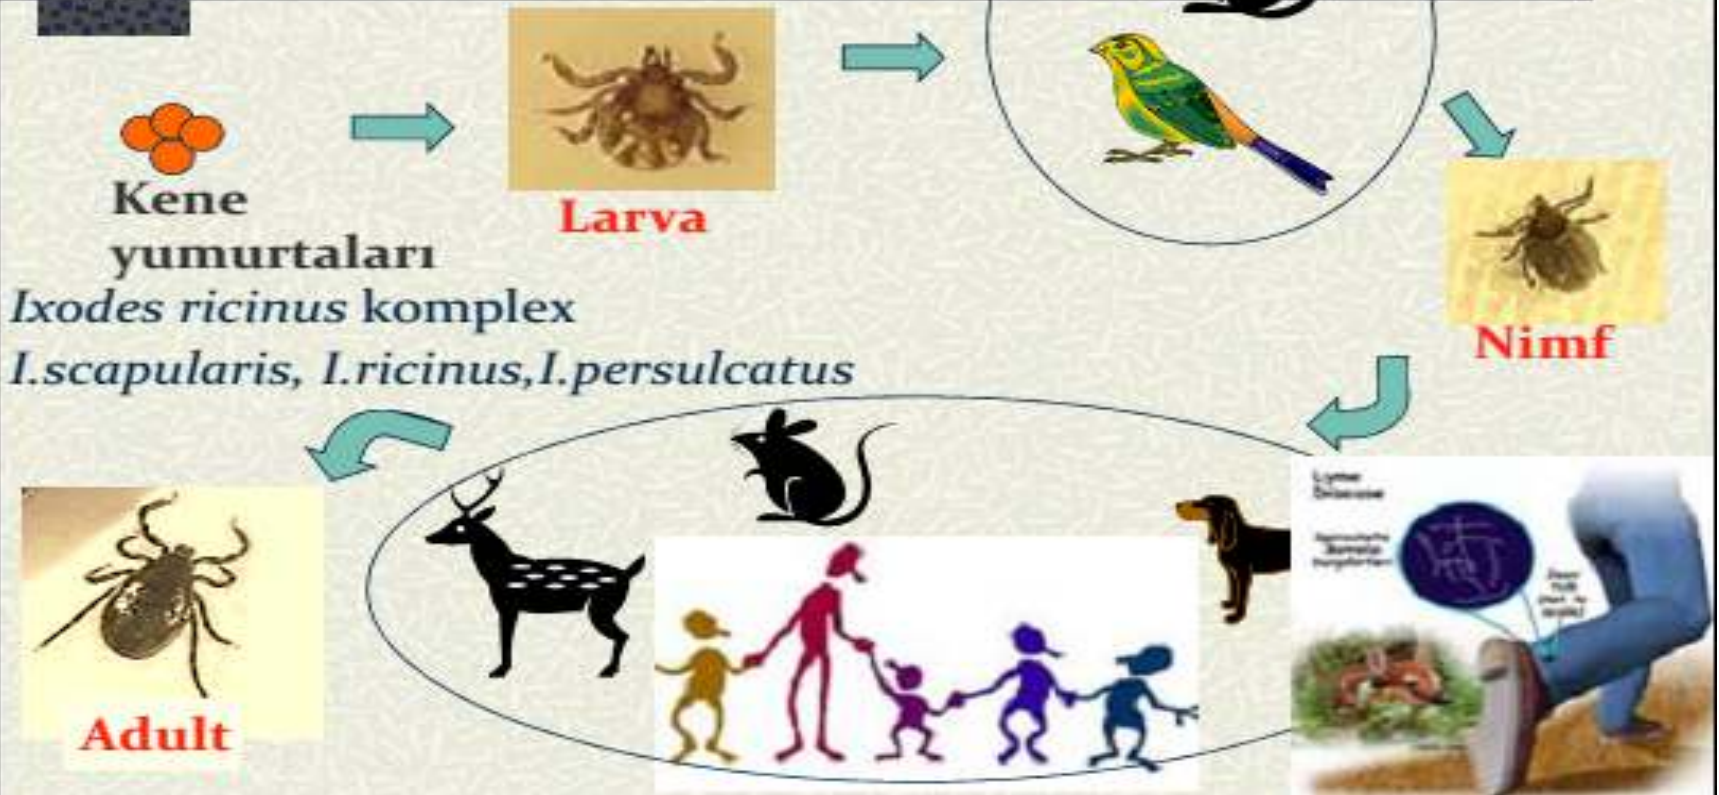 Kene
yumurtaları
Larva
Ixodes ricinus komplex
I.scapularis, I.ricinus,I.persulcatus
Nimf
Adult
Lyme
Disease